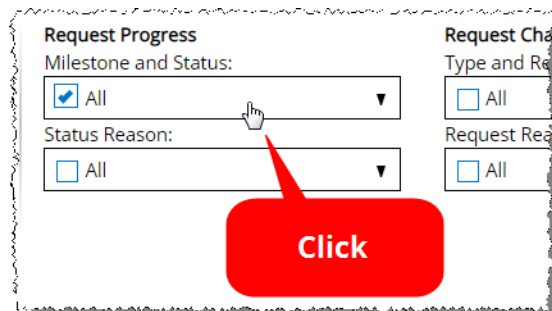 Request Progress
Milestone and Status:
All
Status Reason:
All
Request Cha
Type and Re
All
Request Rea
All
Click